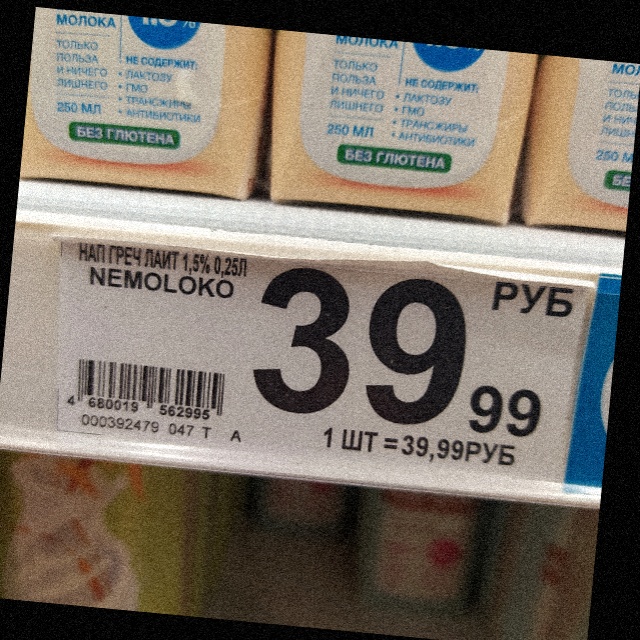 МОЛОКА
ТОЛЬКО
ПОЛЬЗА
И НИЧЕГО
ЛИШНЕГО
НЕ СОДЕРЖИТ:
• ЛАКТОЗУ
• ГМО
• ТРАНСЖИРЫ
• АНТИБИОТИКИ
250 МЛ
БЕЗ ГЛЮТЕНА
МОЛОКА
ТОЛЬКО
ПОЛЬЗА
И НИЧЕГО
ЛИШНЕГО
НЕ СОДЕРЖИТ:
• ЛАКТОЗУ
• ГМО
• ТРАНСЖИРЫ
• АНТИБИОТИКИ
250 МЛ
БЕЗ ГЛЮТЕНА
НАП ГРЕЧ ЛАИТ 1,5% 0,25Л
NEMOLOKO
39 99
РУБ
4 680019 562995
000392479 047 Т А
1 ШТ =39,99РУБ